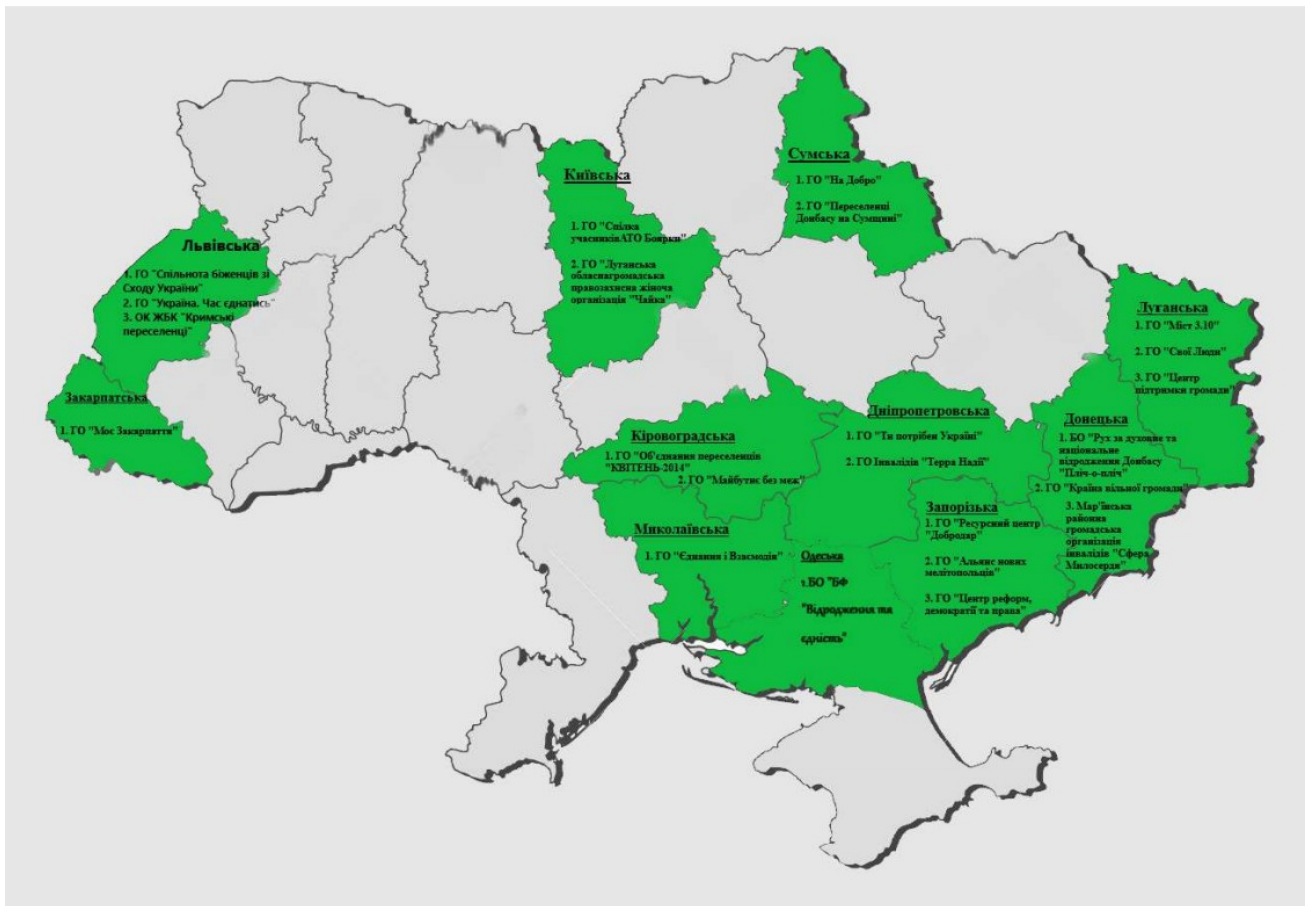 Сумська
1. ГО "На Добро"
2. ГО "Переселенці
Донбасу на Сумщині"
Київська
1. ГО "Спілка
учасниківАТО Боярки"
2. ГО "Луганська
обласнагромадська
правозахисна жіноча
організація "Чайка"
Львівська
1. ГО "Спільнота біженців зі
Сходу України"
2. ГО "Україна. Час єднатись"
3. ОК ЖБК "Кримські
переселенці"
Закарпатська
1. ГО "Моє Закарпаття"
Луганська
1. ГО "Міст 3.10"
2. ГО "Свої Люди"
3. ГО "Центр
підтримки громади"
Кіровоградська
1. ГО "Об'єднання переселенців
"КВІТЕНЬ-2014"
2. ГО "Майбутнє без меж"
Дніпропетровська
1. ГО "Ти потрібен Україні"
2. ГО Інвалідів "Терра Надії"
Донецька
1. БО "Рух за духовне та
національне
відродження Донбасу
"Пліч-о-пліч"
2. ГО "Країна вільної громади"
3. Мар'їнська
районна
громадська
організація
інвалідів "Сфера
Милосердя"
Миколаївська
1. ГО "Єднання і Взаємодія"
Одеська
1.БО "БФ
"Відродження та
єдність"
Запорізька
1. ГО "Ресурсний центр
"Добродар"
2. ГО "Альянс нових
мелітопольців"
3. ГО "Центр реформ,
демократії та права"